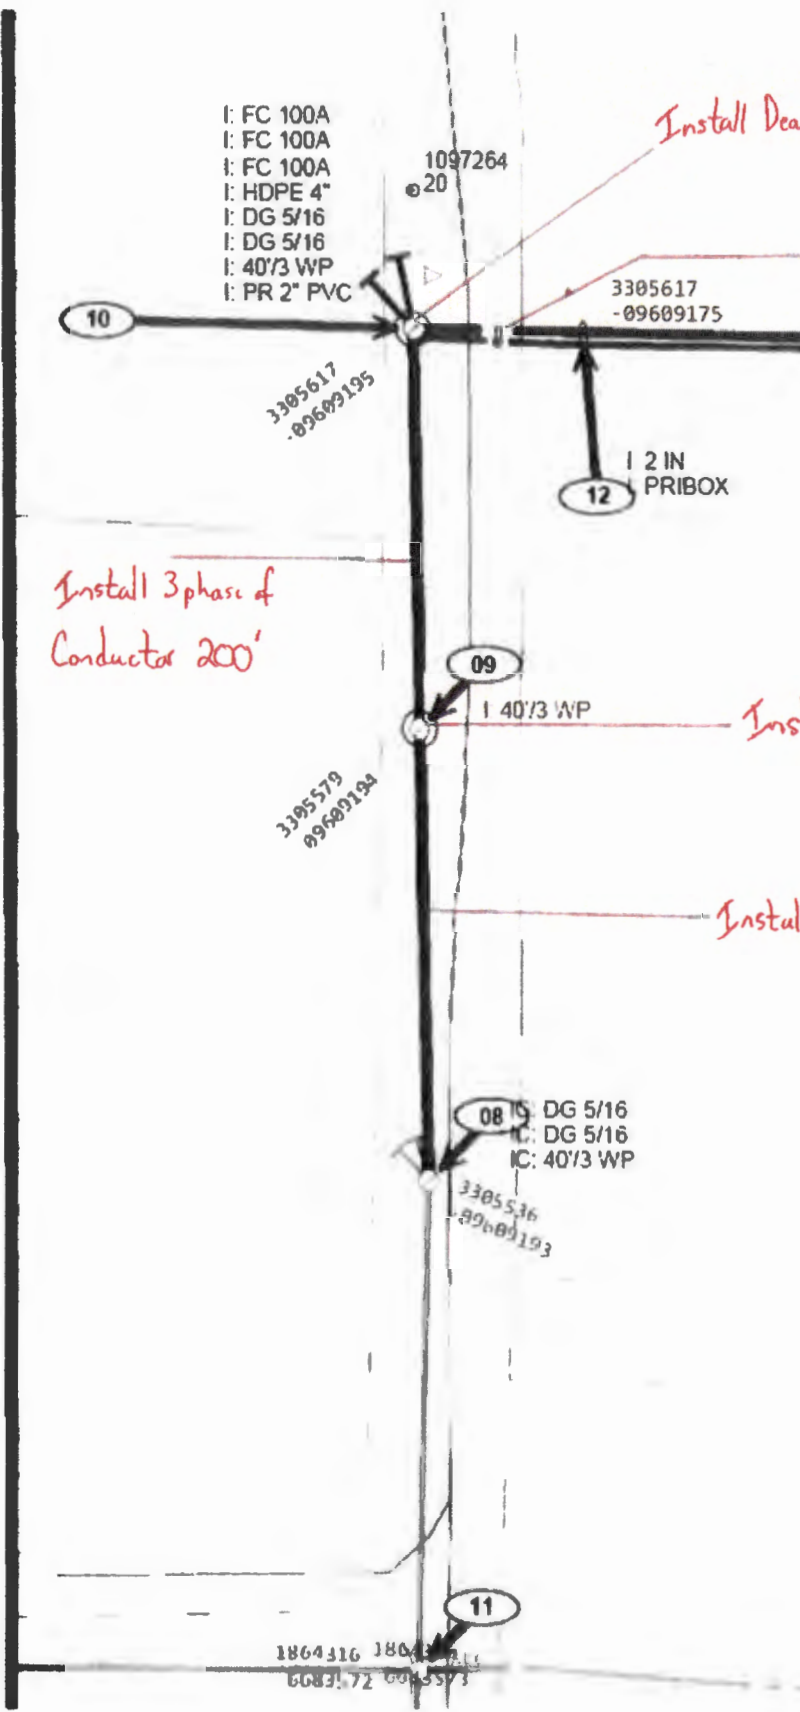 I: FC 100A
I: FC 100A
I: FC 100A
I: HDPE 4"
I: DG 5/16
I: DG 5/16
I: 40'/3 WP
I: PR 2" PVC
1097264
20
Install Dea
10
3305617
-09609175
3305617
-09609195
I 2 IN
PRIBOX
12
Install 3 phase of
Conductor 200'
09
I 40'/3 WP
Ins
3305579
09609194
Instal
08
DG 5/16
IC: DG 5/16
IC: 40'/3 WP
3305536
-09609193
11
1864316